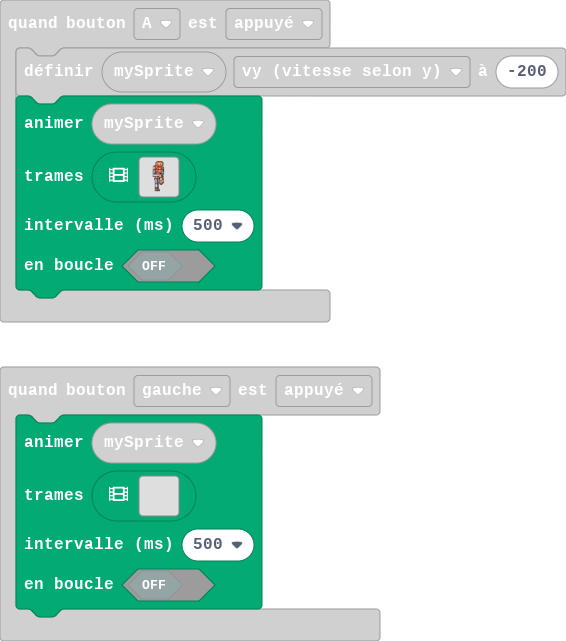 quand bouton A est appuyé
définir mySprite vy (vitesse selon y) à -200
animer mySprite
trames
intervalle (ms) 500
en boucle OFF
quand bouton gauche est appuyé
animer mySprite
trames
intervalle (ms) 500
en boucle OFF